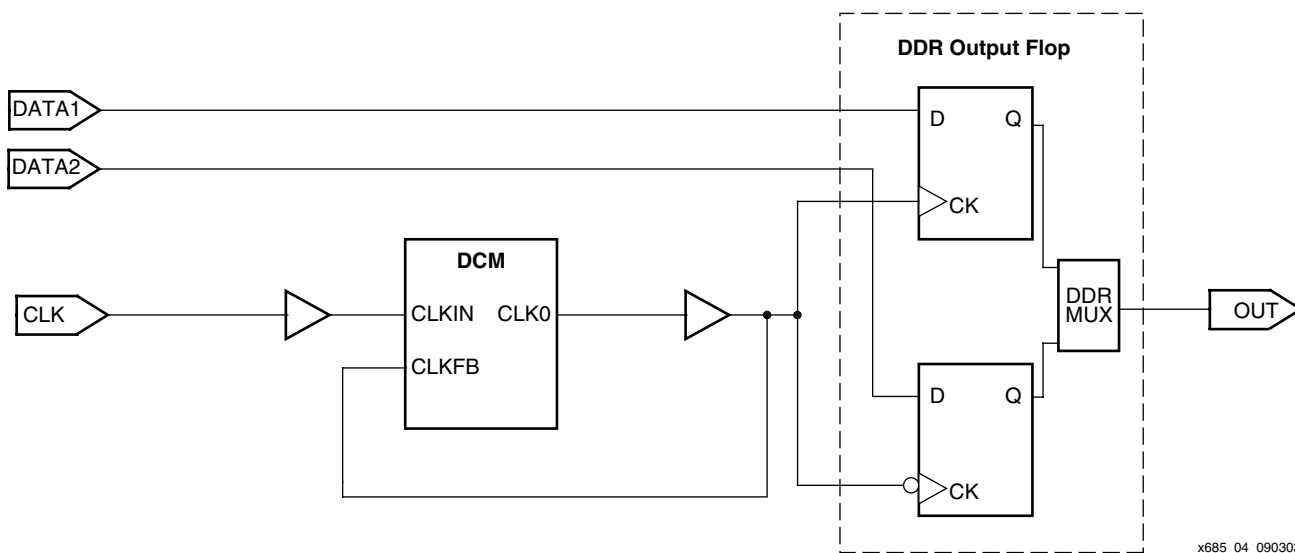 DDR Output Flop
DATA1
D Q
DATA2
CK
DCM
CLK
CLKIN CLK0
DDR
MUX
OUT
CLKFB
D Q
CK
x685_04_090302